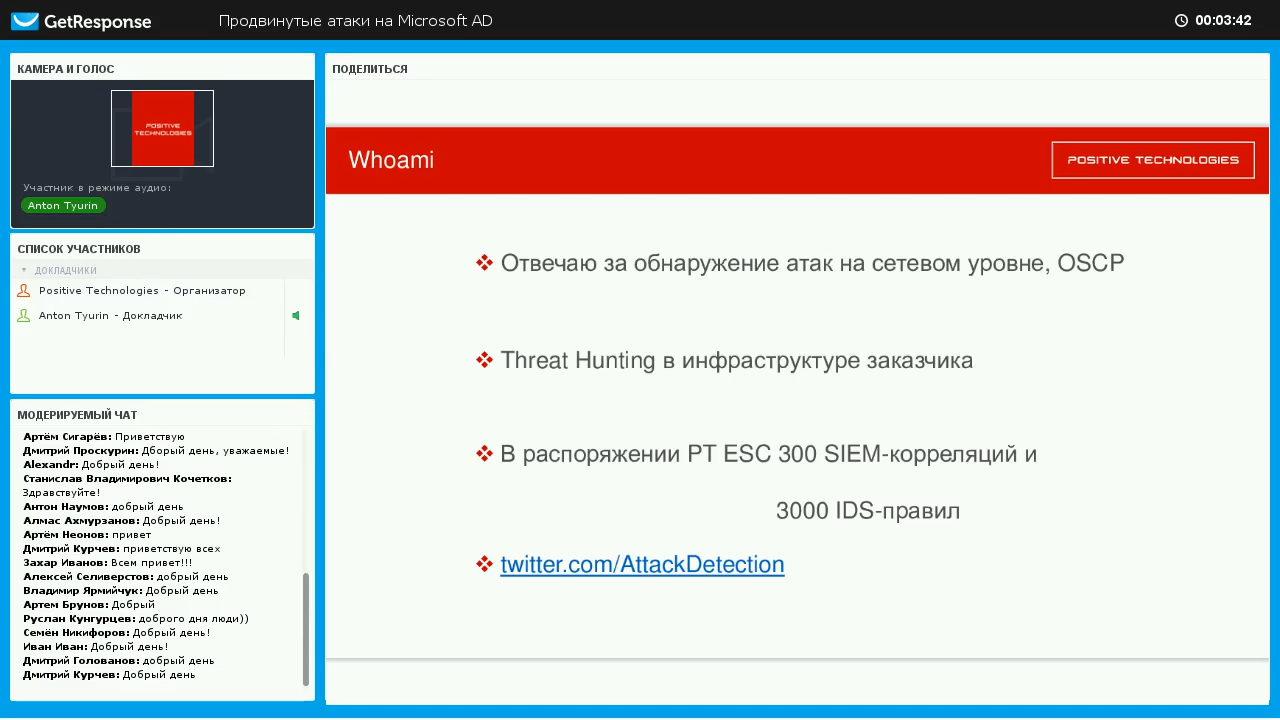 GetResponse
Продвинутые атаки на Microsoft AD
00:03:42
КАМЕРА И ГОЛОС
POSITIVE
TECHNOLOGIES
Участник в режиме аудио:
Anton Tyurin
СПИСОК УЧАСТНИКОВ
ДОКЛАДЧИКИ
Positive Technologies - Организатор
Anton Tyurin - Докладчик
МОДЕРИРУЕМЫЙ ЧАТ
Артём Сигарёв: Приветствую
Дмитрий Проскурин: Дборый день, уважаемые!
Alexandr: Добрый день!
Станислав Владимирович Кочетков:
Здравствуйте!
Антон Наумов: добрый день
Алмас Ахмурзанов: Добрый день!
Артём Неонов: привет
Дмитрий Курчев: приветствую всех
Захар Иванов: Всем привет!!!
Алексей Селиверстов: добрый день
Владимир Ярмийчук: Добрый день
Артем Брунов: Добрый
Руслан Кунгурцев: доброго дня люди))
Семён Никифоров: Добрый день!
Иван Иван: Добрый день!
Дмитрий Голованов: добрый день
Дмитрий Курчев: Добрый день
ПОДЕЛИТЬСЯ
Whoami
POSITIVE TECHNOLOGIES
Отвечаю за обнаружение атак на сетевом уровне, OSCP
Threat Hunting в инфраструктуре заказчика
В распоряжении PT ESC 300 SIEM-корреляций и
3000 IDS-правил
twitter.com/AttackDetection